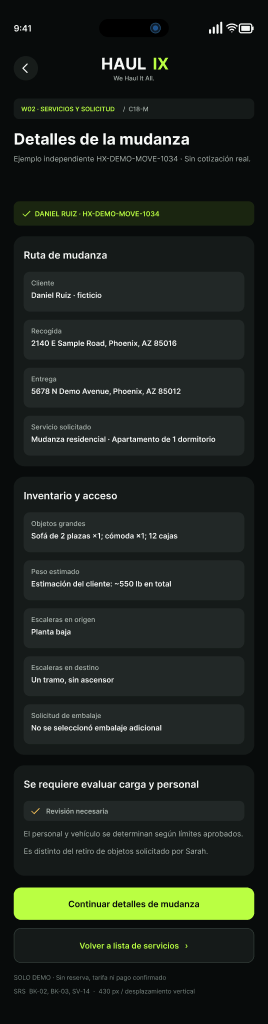 9:41
HAUL IX
We Haul It All.
W02 · SERVICIOS Y SOLICITUD / C18-M
Detalles de la mudanza
Ejemplo independiente HX-DEMO-MOVE-1034 · Sin cotización real.
DANIEL RUIZ · HX-DEMO-MOVE-1034
Ruta de mudanza
Cliente
Daniel Ruiz · ficticio
Recogida
2140 E Sample Road, Phoenix, AZ 85016
Entrega
5678 N Demo Avenue, Phoenix, AZ 85012
Servicio solicitado
Mudanza residencial · Apartamento de 1 dormitorio
Inventario y acceso
Objetos grandes
Sofá de 2 plazas ×1; cómoda ×1; 12 cajas
Peso estimado
Estimación del cliente: ~550 lb en total
Escaleras en origen
Planta baja
Escaleras en destino
Un tramo, sin ascensor
Solicitud de embalaje
No se seleccionó embalaje adicional
Se requiere evaluar carga y personal
Revisión necesaria
El personal y vehículo se determinan según límites aprobados.
Es distinto del retiro de objetos solicitado por Sarah.
Continuar detalles de mudanza
Volver a lista de servicios ›
SOLO DEMO · Sin reserva, tarifa ni pago confirmado
SRS BK-02, BK-03, SV-14 · 430 px / desplazamiento vertical